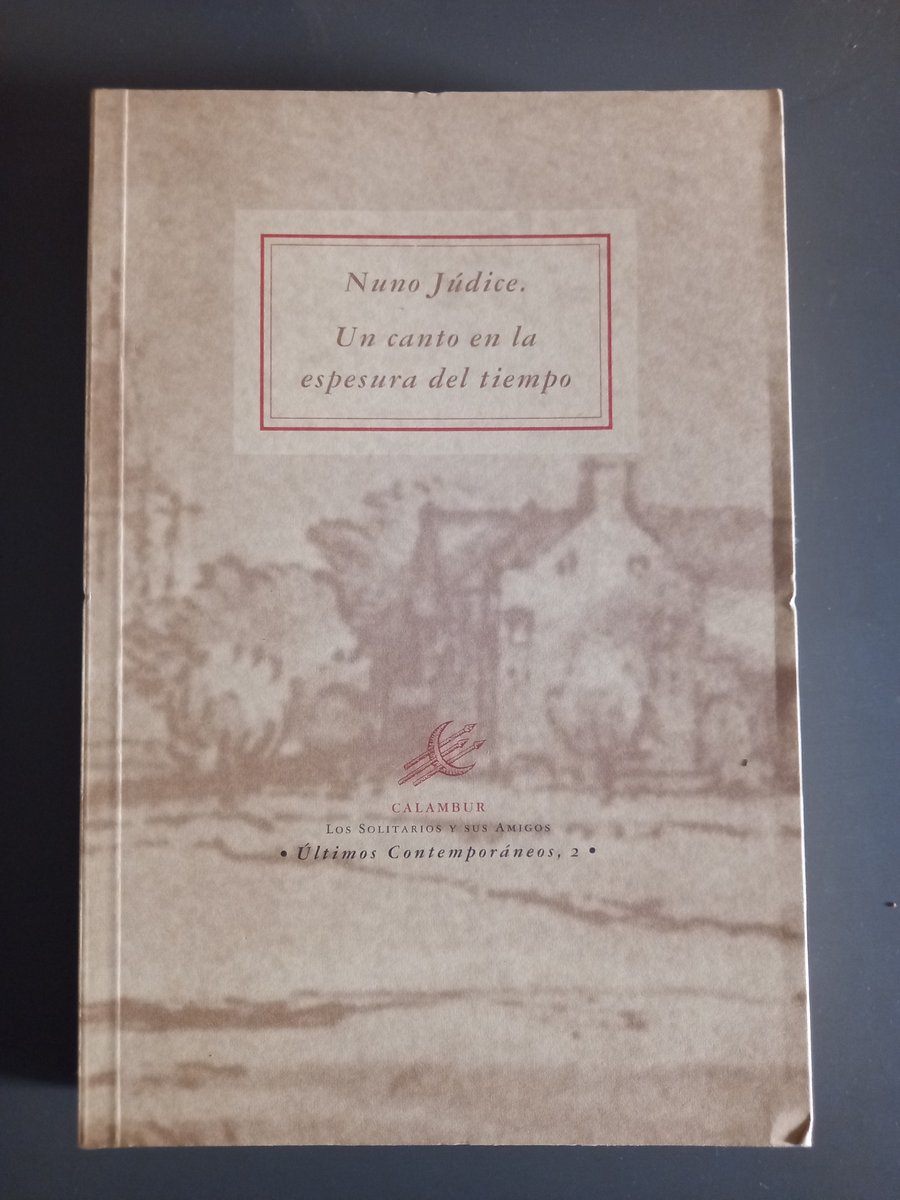 Nuno Júdice.
Un canto en la
espesura del tiempo
CALAMBUR
LOS SOLITARIOS Y SUS AMIGOS
• Últimos Contemporáneos, 2 •